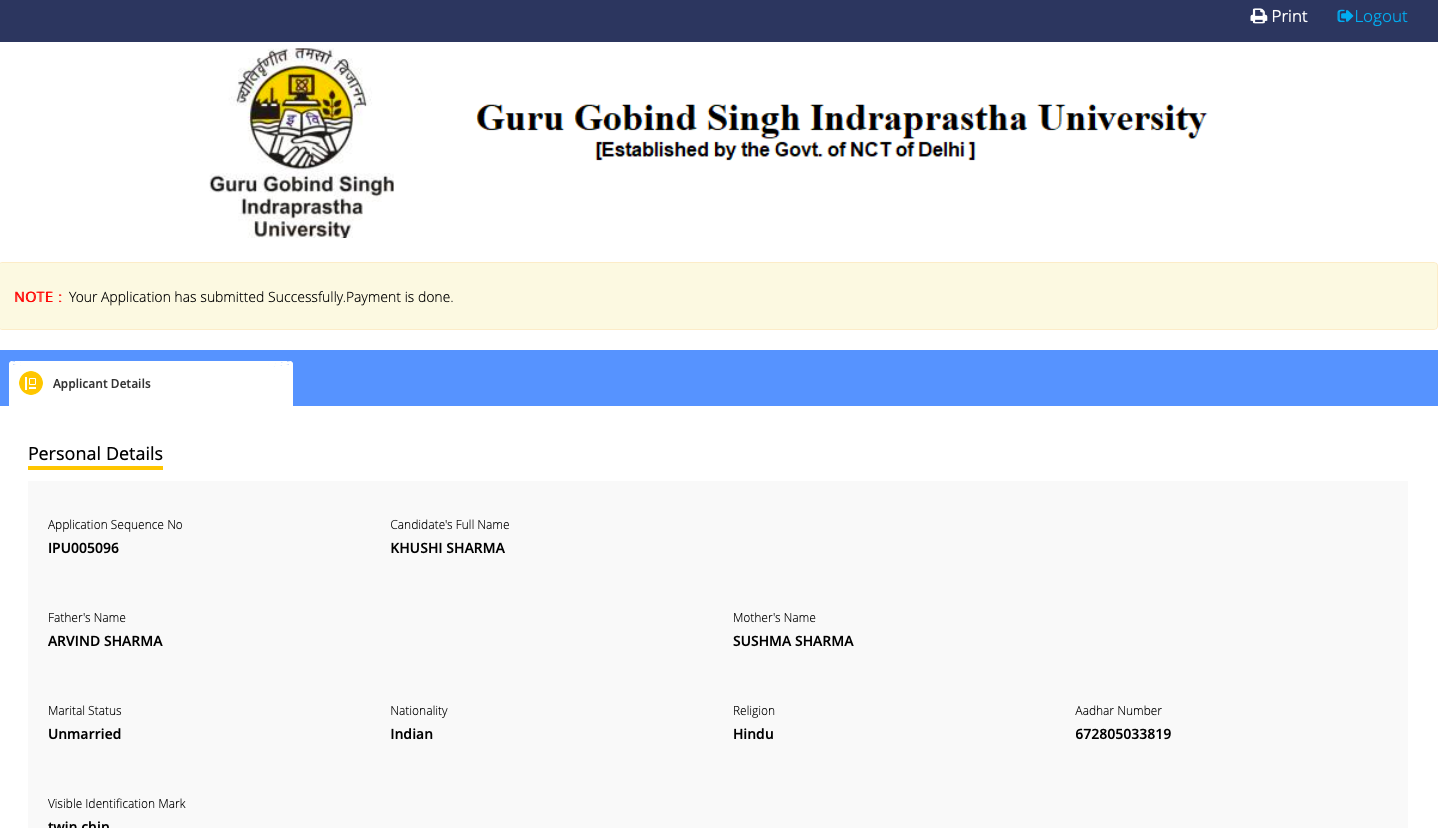 Print Logout
ज्योतिर्वृणीत तमसो विजानन्
इ वि
Guru Gobind Singh
Indraprastha
University
Guru Gobind Singh Indraprastha University
[Established by the Govt. of NCT of Delhi ]
NOTE : Your Application has submitted Successfully.Payment is done.
Applicant Details
Personal Details
Application Sequence No Candidate's Full Name
IPU005096 KHUSHI SHARMA
Father's Name Mother's Name
ARVIND SHARMA SUSHMA SHARMA
Marital Status Nationality Religion Aadhar Number
Unmarried Indian Hindu 672805033819
Visible Identification Mark
twin chin